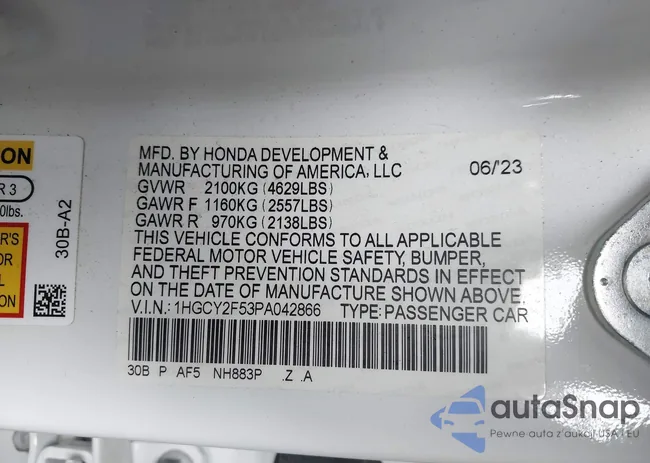 ON
R 3
0lbs.
R'S
OR
L
TION
30B-A2
MFD. BY HONDA DEVELOPMENT &
MANUFACTURING OF AMERICA, LLC 06/'23
GVWR 2100KG (4629LBS)
GAWR F 1160KG (2557LBS)
GAWR R 970KG (2138LBS)
THIS VEHICLE CONFORMS TO ALL APPLICABLE
FEDERAL MOTOR VEHICLE SAFETY, BUMPER,
AND THEFT PREVENTION STANDARDS IN EFFECT
ON THE DATE OF MANUFACTURE SHOWN ABOVE.
V.I.N.: 1HGCY2F53PA042866 TYPE: PASSENGER CAR
30B P AF5 NH883P .Z .A
autaSnap
Pewne auta z aukcji USA i EU